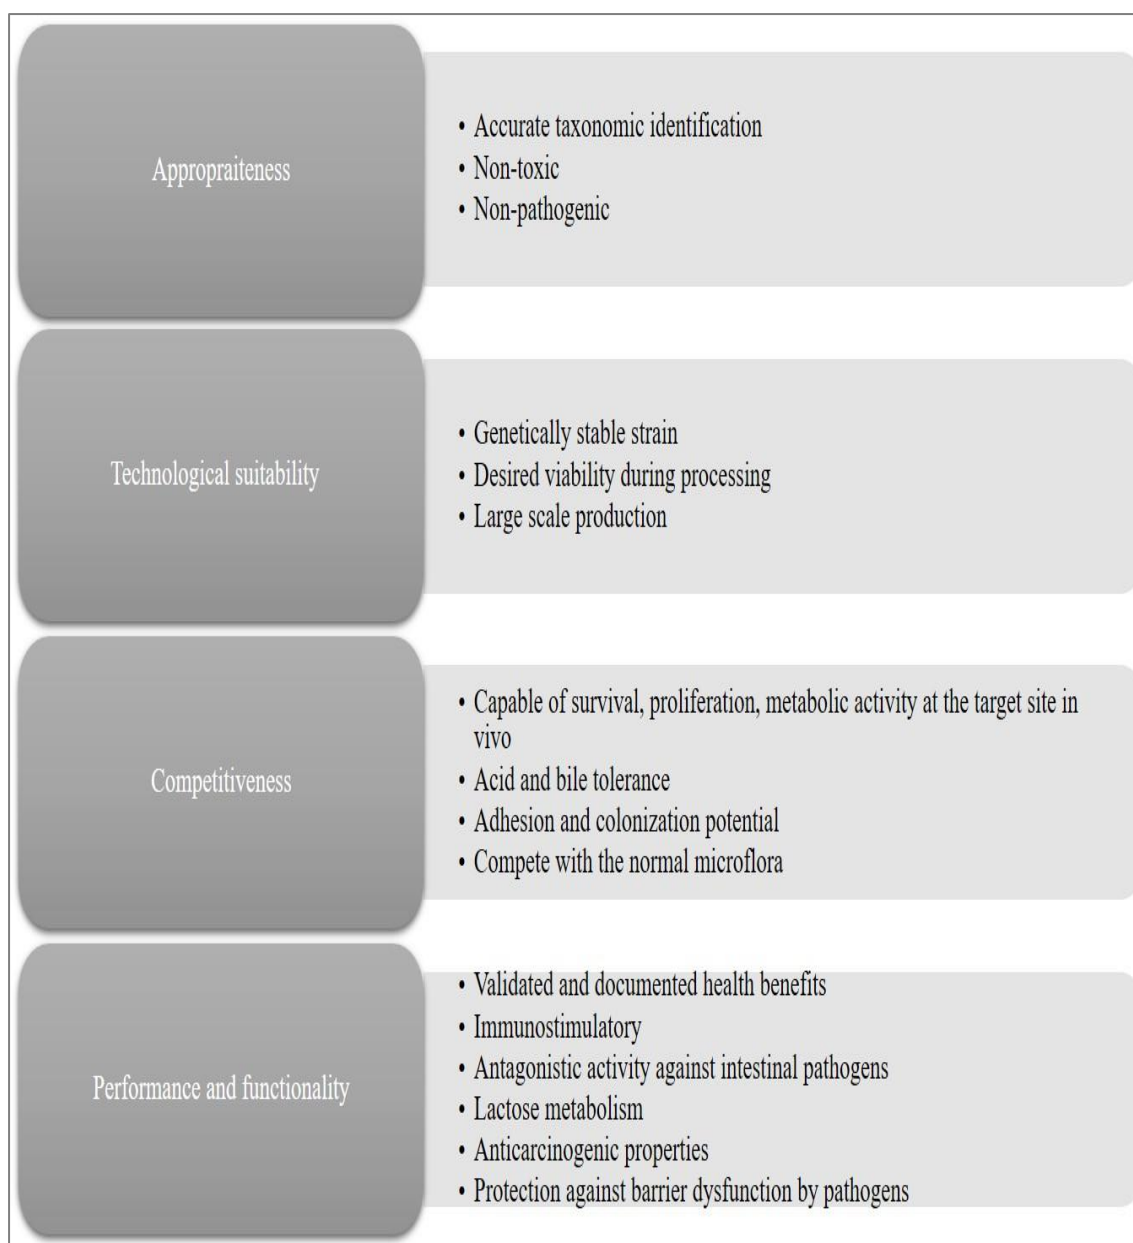 Appropraiteness
• Accurate taxonomic identification
• Non-toxic
• Non-pathogenic
Technological suitability
• Genetically stable strain
• Desired viability during processing
• Large scale production
Competitiveness
• Capable of survival, proliferation, metabolic activity at the target site in
vivo
• Acid and bile tolerance
• Adhesion and colonization potential
• Compete with the normal microflora
Performance and functionality
• Validated and documented health benefits
• Immunostimulatory
• Antagonistic activity against intestinal pathogens
• Lactose metabolism
• Anticarcinogenic properties
• Protection against barrier dysfunction by pathogens